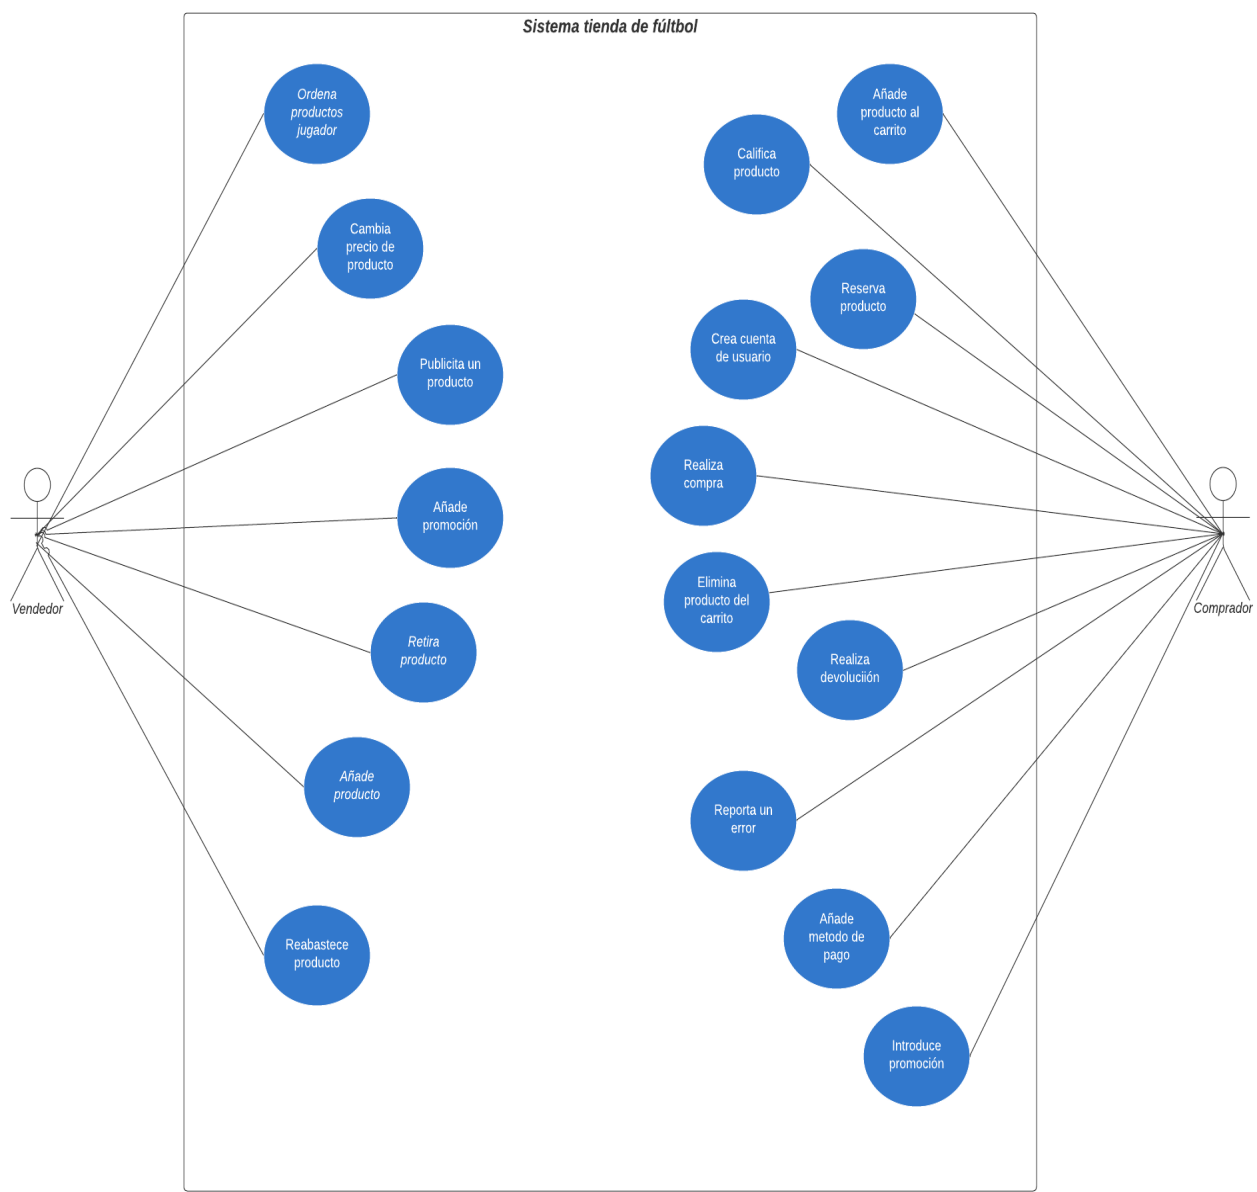 Sistema tienda de fúltbol
Ordena
productos
jugador
Cambia
precio de
producto
Publicita un
producto
Añade
promoción
Retira
producto
Añade
producto
Reabastece
producto
Vendedor
Añade
producto al
carrito
Califica
producto
Reserva
producto
Crea cuenta
de usuario
Realiza
compra
Elimina
producto del
carrito
Realiza
devoluciión
Reporta un
error
Añade
metodo de
pago
Introduce
promoción
Comprador